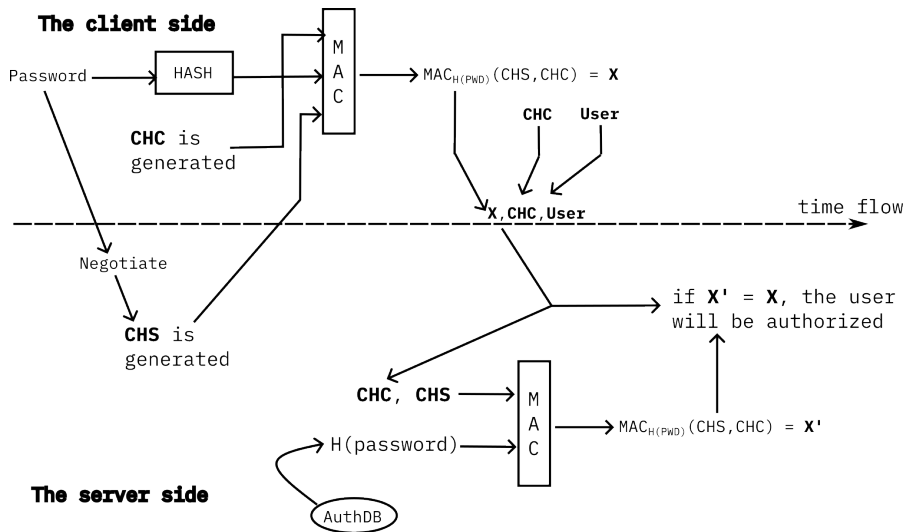 The client side
Password
HASH
M
A
C
MAC_H(PWD)(CHS,CHC) = X
CHC is
generated
CHC
User
X,CHC,User
time flow
Negotiate
CHS is
generated
if X' = X, the user
will be authorized
CHC, CHS
H(password)
M
A
C
MAC_H(PWD)(CHS,CHC) = X'
The server side
AuthDB